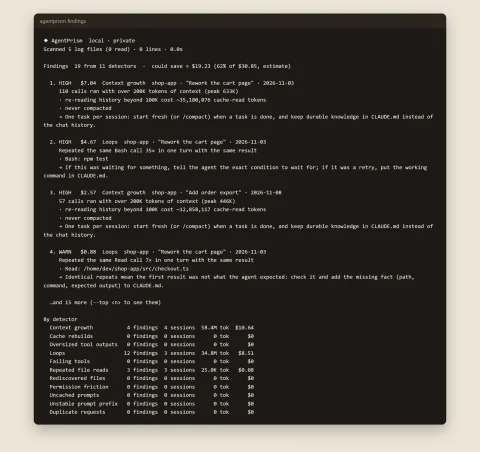 agentprism findings
◆ AgentPrism local · private
Scanned 5 log files (0 read) · 0 lines · 0.0s
Findings 19 from 11 detectors – could save ≈ $19.23 (62% of $30.85, estimate)
1. HIGH $7.04 Context growth shop-app · "Rework the cart page" · 2026-11-03
110 calls ran with over 200K tokens of context (peak 633K)
· re-reading history beyond 100K cost ~35,180,076 cache-read tokens
· never compacted
→ One task per session: start fresh (or /compact) when a task is done, and keep durable knowledge in CLAUDE.md instead of
the chat history.
2. HIGH $4.67 Loops shop-app · "Rework the cart page" · 2026-11-03
Repeated the same Bash call 35× in one turn with the same result
· Bash: npm test
→ If this was waiting for something, tell the agent the exact condition to wait for; if it was a retry, put the working
command in CLAUDE.md.
3. HIGH $2.57 Context growth shop-app · "Add order export" · 2026-11-08
57 calls ran with over 200K tokens of context (peak 446K)
· re-reading history beyond 100K cost ~12,858,117 cache-read tokens
· never compacted
→ One task per session: start fresh (or /compact) when a task is done, and keep durable knowledge in CLAUDE.md instead of
the chat history.
4. WARN $0.88 Loops shop-app · "Rework the cart page" · 2026-11-03
Repeated the same Read call 7× in one turn with the same result
· Read: /home/dev/shop-app/src/checkout.ts
→ Identical repeats mean the first result was not what the agent expected: check it and add the missing fact (path,
command, expected output) to CLAUDE.md.
…and 15 more (--top <n> to see them)
By detector
Context growth 4 findings 4 sessions 58.4M tok $10.64
Cache rebuilds 0 findings 0 sessions 0 tok $0
Oversized tool outputs 0 findings 0 sessions 0 tok $0
Loops 12 findings 3 sessions 34.8M tok $8.51
Failing tools 0 findings 0 sessions 0 tok $0
Repeated file reads 3 findings 3 sessions 25.0K tok $0.08
Rediscovered files 0 findings 0 sessions 0 tok $0
Permission friction 0 findings 0 sessions 0 tok $0
Uncached prompts 0 findings 0 sessions 0 tok $0
Unstable prompt prefix 0 findings 0 sessions 0 tok $0
Duplicate requests 0 findings 0 sessions 0 tok $0